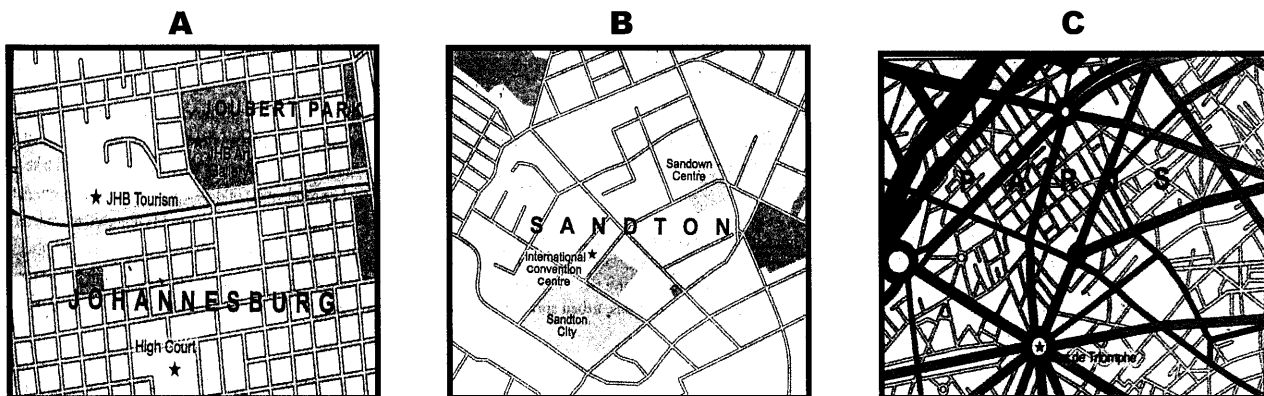 A
B
C
JOUBERT PARK
JHB Tourism
JOHANNESBURG
High Court
Sandown
Centre
SANDTON
International
convention
centre
Sandton
City
PARIS
de Triomphe